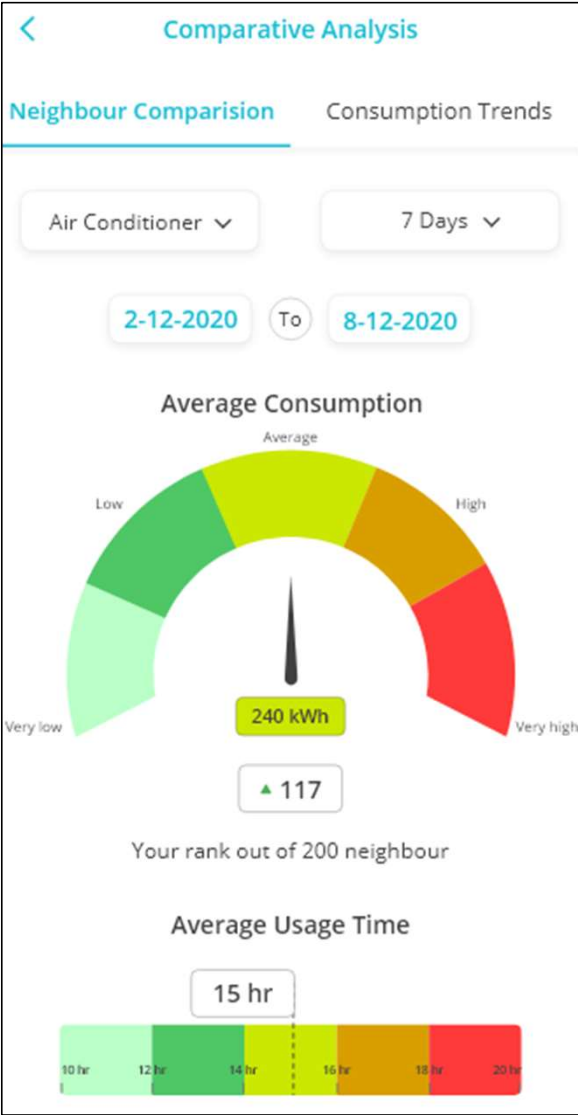 Comparative Analysis
Neighbour Comparision Consumption Trends
Air Conditioner 7 Days
2-12-2020 To 8-12-2020
Average Consumption
Average
Low High
Very low Very high
240 kWh
117
Your rank out of 200 neighbour
Average Usage Time
15 hr
10 hr 12 hr 14 hr 16 hr 18 hr 20 hr